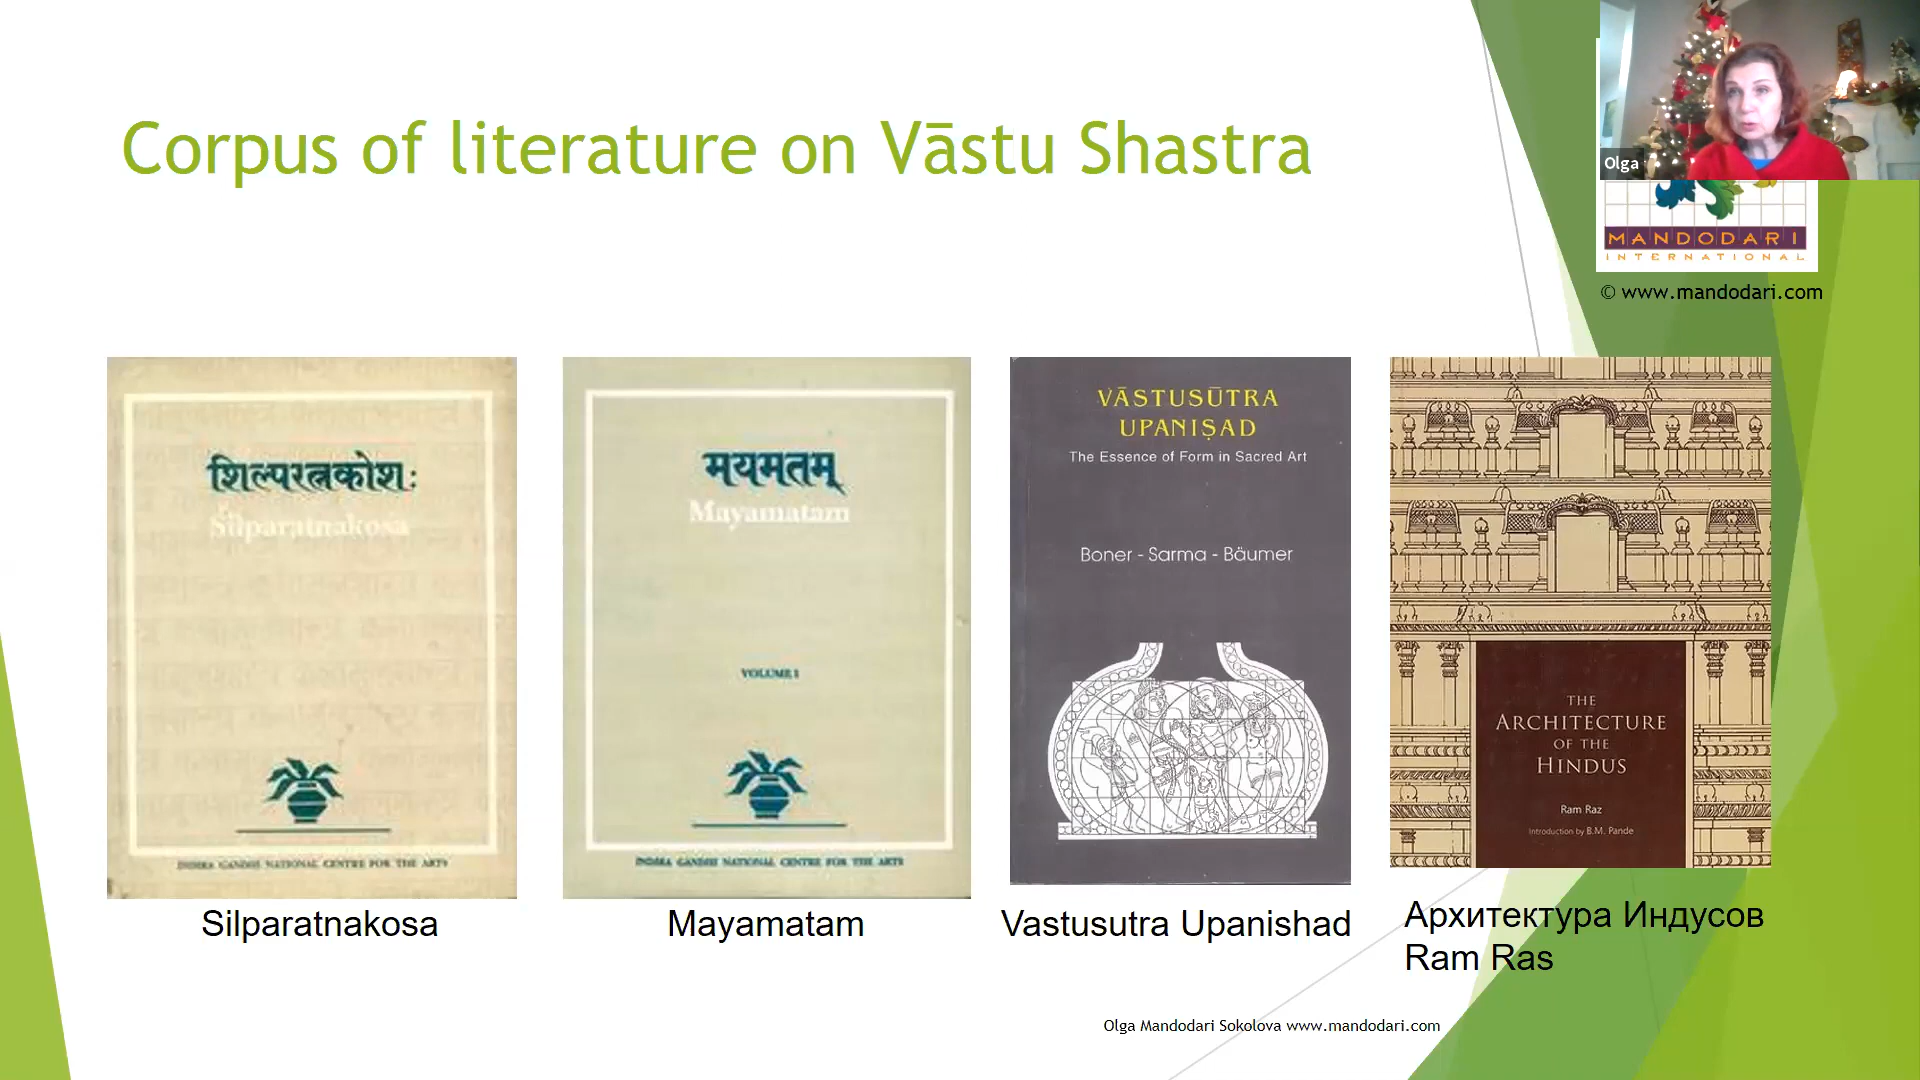 Corpus of literature on Vāstu Shastra
Olga
MANDODARI
INTERNATIONAL
© www.mandodari.com
शिल्परत्नकोशः
Silparatnakosa
INDIRA GANDHI NATIONAL CENTRE FOR THE ARTS
Silparatnakosa
मयमतम्
Mayamatam
VOLUME I
INDIRA GANDHI NATIONAL CENTRE FOR THE ARTS
Mayamatam
VĀSTUSŪTRA
UPANIṢAD
The Essence of Form in Sacred Art
Boner - Sarma - Bäumer
Vastusutra Upanishad
THE
ARCHITECTURE
OF THE
HINDUS
Ram Raz
Introduction by B.M. Pande
Архитектура Индусов
Ram Ras
Olga Mandodari Sokolova www.mandodari.com